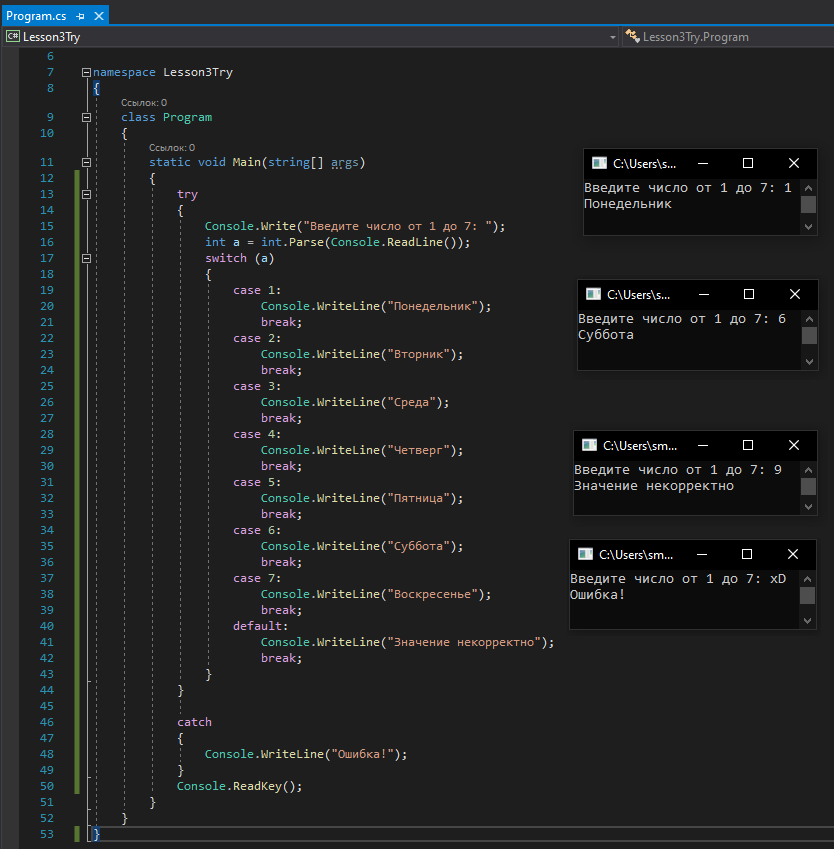 Program.cs
C# Lesson3Try
Lesson3Try.Program
6
7 namespace Lesson3Try
8 {
Ссылок: 0
9 class Program
10 {
Ссылок: 0
11 static void Main(string[] args)
12 {
13 try
14 {
15 Console.Write("Введите число от 1 до 7: ");
16 int a = int.Parse(Console.ReadLine());
17 switch (a)
18 {
19 case 1:
20 Console.WriteLine("Понедельник");
21 break;
22 case 2:
23 Console.WriteLine("Вторник");
24 break;
25 case 3:
26 Console.WriteLine("Среда");
27 break;
28 case 4:
29 Console.WriteLine("Четверг");
30 break;
31 case 5:
32 Console.WriteLine("Пятница");
33 break;
34 case 6:
35 Console.WriteLine("Суббота");
36 break;
37 case 7:
38 Console.WriteLine("Воскресенье");
39 break;
40 default:
41 Console.WriteLine("Значение некорректно");
42 break;
43 }
44 }
45
46 catch
47 {
48 Console.WriteLine("Ошибка!");
49 }
50 Console.ReadKey();
51 }
52 }
53 }
C:\Users\s...
Введите число от 1 до 7: 1
Понедельник
C:\Users\s...
Введите число от 1 до 7: 6
Суббота
C:\Users\sm...
Введите число от 1 до 7: 9
Значение некорректно
C:\Users\sm...
Введите число от 1 до 7: xD
Ошибка!